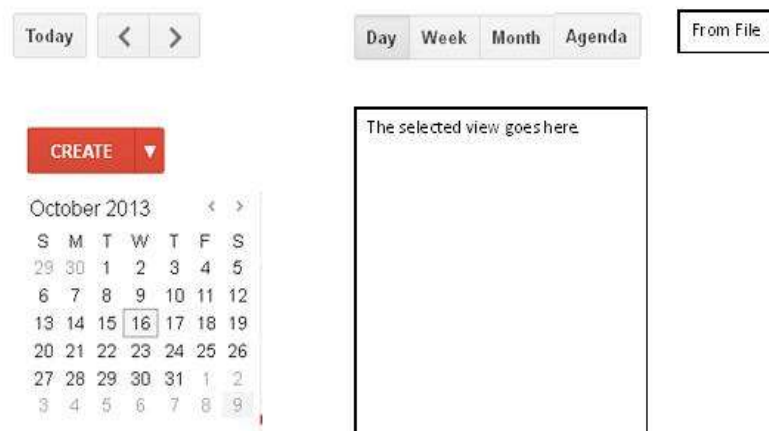 Today < >
Day Week Month Agenda
From File
CREATE ▼
The selected view goes here.
October 2013 < >
S M T W T F S
29 30 1 2 3 4 5
6 7 8 9 10 11 12
13 14 15 16 17 18 19
20 21 22 23 24 25 26
27 28 29 30 31 1 2
3 4 5 6 7 8 9